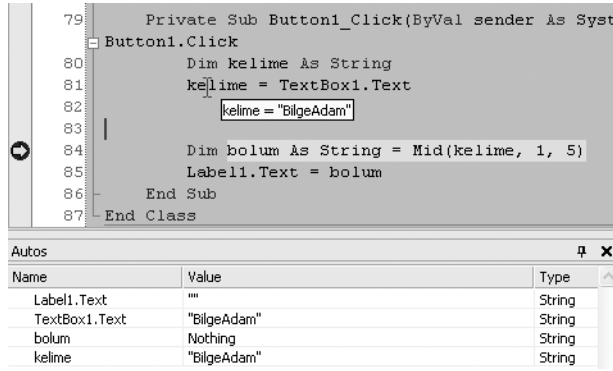 79 Private Sub Button1_Click(ByVal sender As Syst
Button1.Click
80 Dim kelime As String
81 kelime = TextBox1.Text
82
kelime = "BilgeAdam"
83
84 Dim bolum As String = Mid(kelime, 1, 5)
85 Label1.Text = bolum
86 End Sub
87 End Class
Autos
Name Value Type
Label1.Text "" String
TextBox1.Text "BilgeAdam" String
bolum Nothing String
kelime "BilgeAdam" String